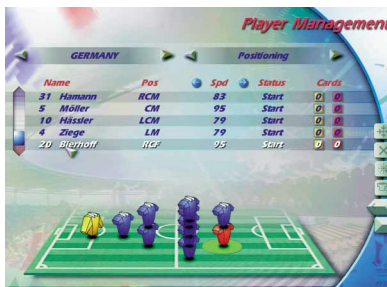 Player Management
GERMANY Positioning
Name Pos Spd Status Cards
31 Hamann RCM 83 Start 0 0
5 Möller CM 95 Start 0 0
10 Hässler LCM 79 Start 0 0
4 Ziege LM 79 Start 0 0
20 Bierhoff RCF 95 Start 0 0